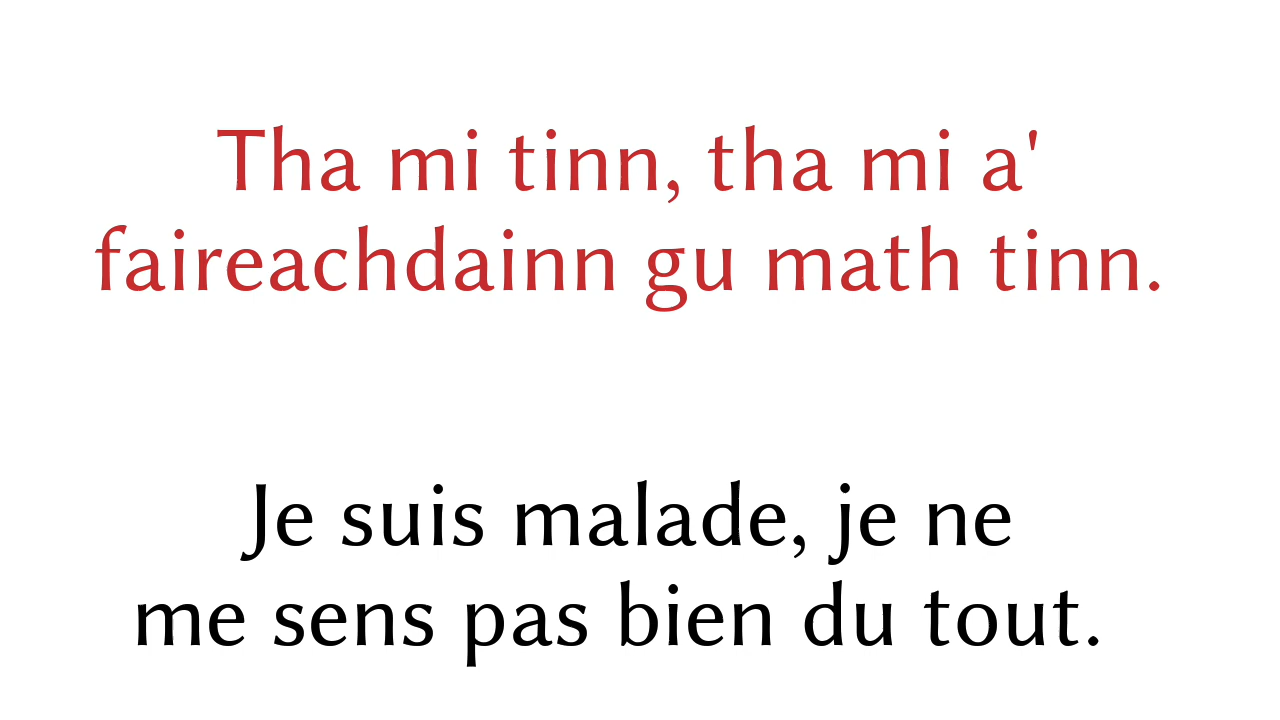 Tha mi tinn, tha mi a'
faireachdainn gu math tinn.
Je suis malade, je ne
me sens pas bien du tout.